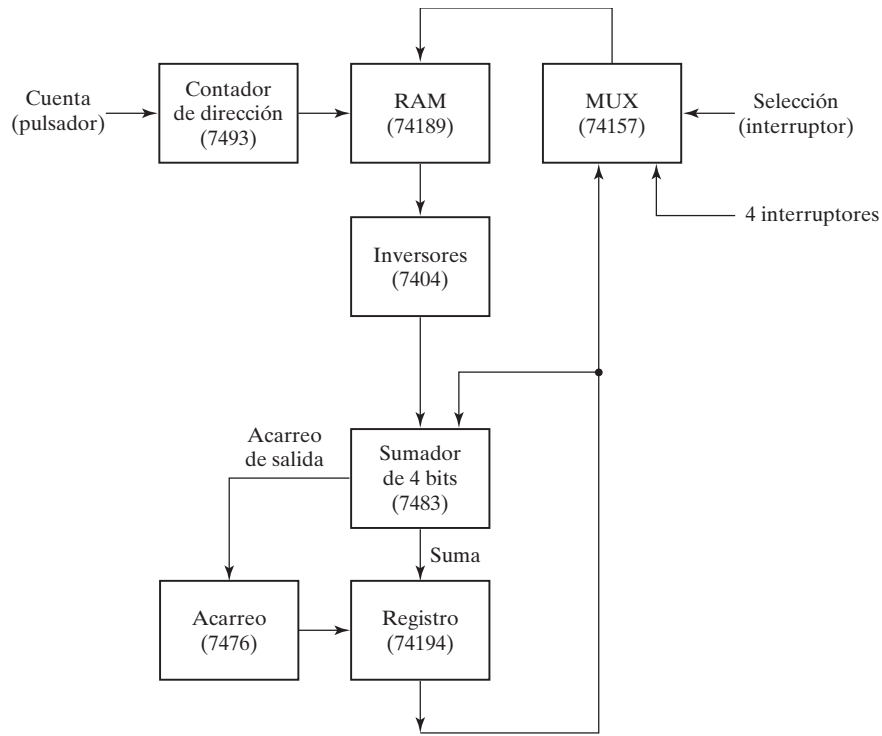 Cuenta
(pulsador)
Contador
de dirección
(7493)
RAM
(74189)
MUX
(74157)
Selección
(interruptor)
4 interruptores
Inversores
(7404)
Acarreo
de salida
Sumador
de 4 bits
(7483)
Suma
Acarreo
(7476)
Registro
(74194)